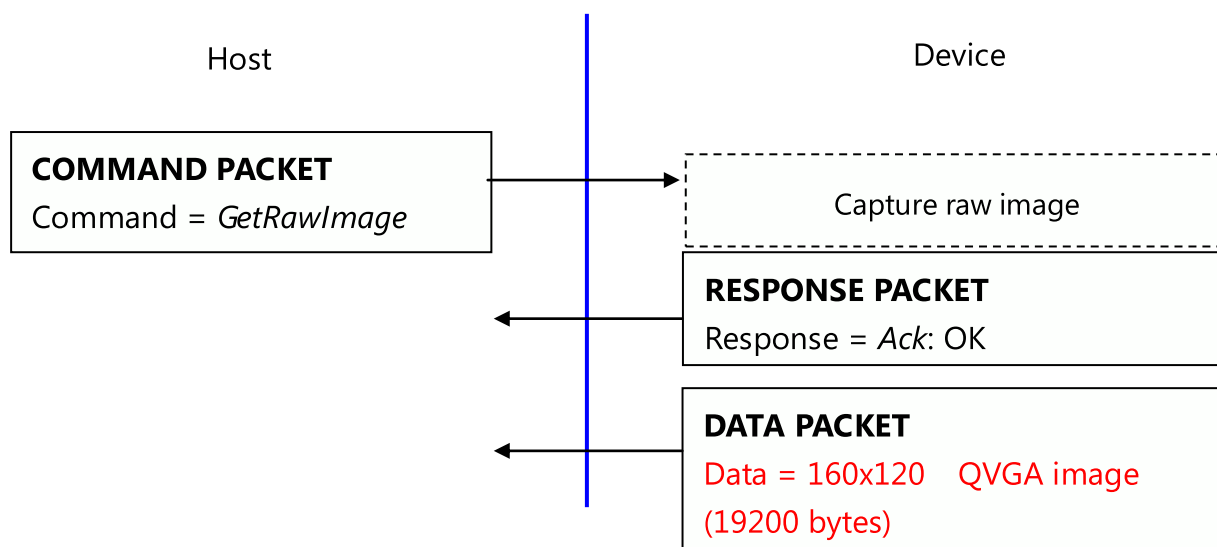 Host
Device
COMMAND PACKET
Command = GetRawImage
Capture raw image
RESPONSE PACKET
Response = Ack: OK
DATA PACKET
Data = 160x120 QVGA image
(19200 bytes)